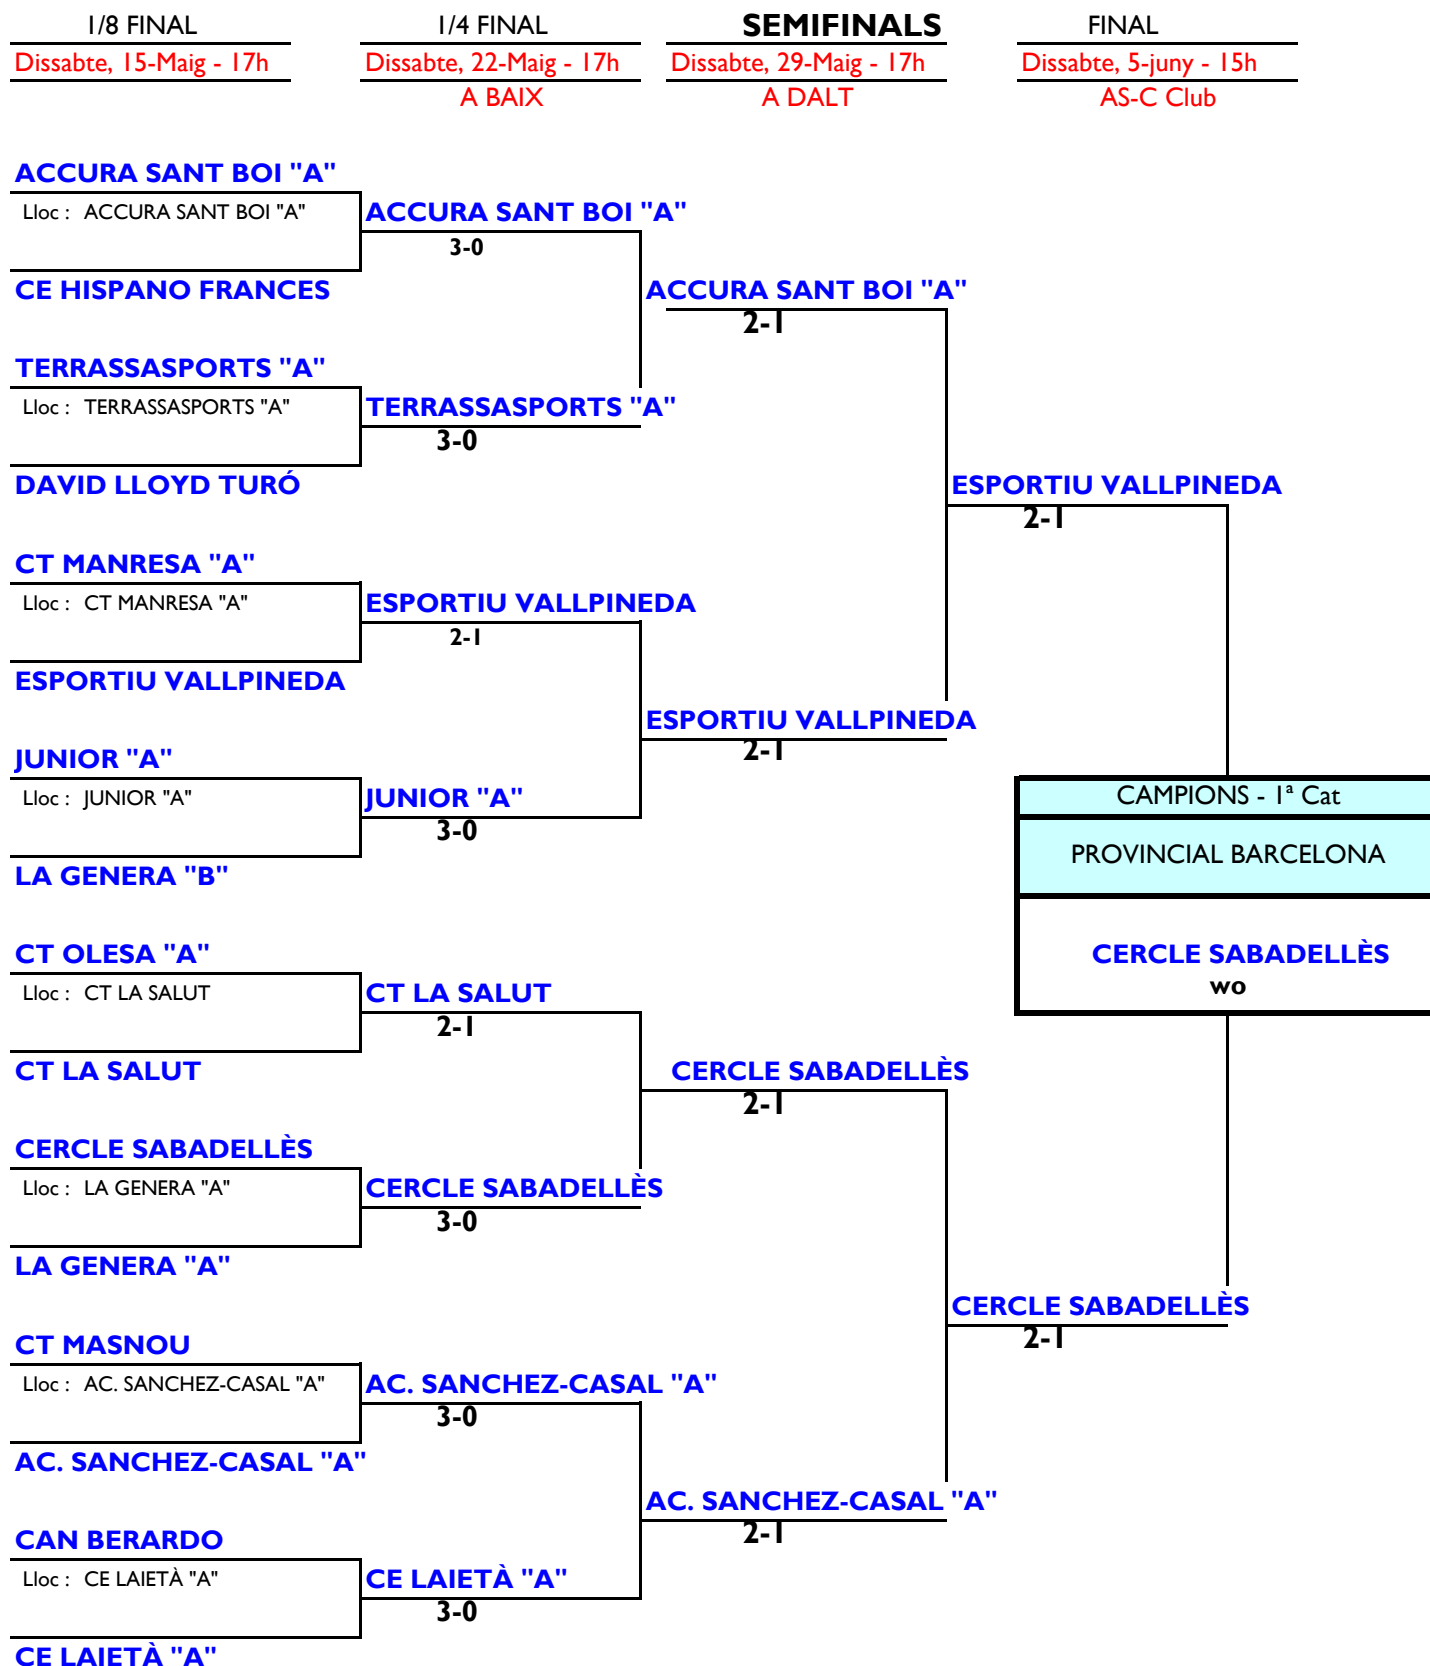 1/8 FINAL
1/4 FINAL
SEMIFINALS
FINAL
Dissabte, 15-Maig - 17h
Dissabte, 22-Maig - 17h
Dissabte, 29-Maig - 17h
Dissabte, 5-juny - 15h
A BAIX
A DALT
AS-C Club
ACCURA SANT BOI "A"
Lloc : ACCURA SANT BOI "A"
ACCURA SANT BOI "A"
3-0
CE HISPANO FRANCES
ACCURA SANT BOI "A"
2-1
TERRASSASPORTS "A"
Lloc : TERRASSASPORTS "A"
TERRASSASPORTS "A"
3-0
DAVID LLOYD TURÓ
ESPORTIU VALLPINEDA
2-1
CT MANRESA "A"
Lloc : CT MANRESA "A"
ESPORTIU VALLPINEDA
2-1
ESPORTIU VALLPINEDA
ESPORTIU VALLPINEDA
2-1
JUNIOR "A"
Lloc : JUNIOR "A"
JUNIOR "A"
3-0
CAMPIONS - 1ª Cat
PROVINCIAL BARCELONA
LA GENERA "B"
CT OLESA "A"
CERCLE SABADELLÈS
wo
Lloc : CT LA SALUT
CT LA SALUT
2-1
CT LA SALUT
CERCLE SABADELLÈS
2-1
CERCLE SABADELLÈS
Lloc : LA GENERA "A"
CERCLE SABADELLÈS
3-0
LA GENERA "A"
CERCLE SABADELLÈS
2-1
CT MASNOU
Lloc : AC. SANCHEZ-CASAL "A"
AC. SANCHEZ-CASAL "A"
3-0
AC. SANCHEZ-CASAL "A"
AC. SANCHEZ-CASAL "A"
2-1
CAN BERARDO
Lloc : CE LAIETÀ "A"
CE LAIETÀ "A"
3-0
CE LAIETÀ "A"